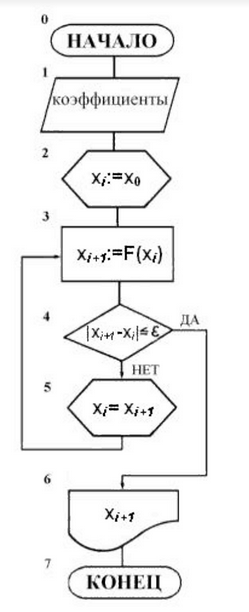 0
НАЧАЛО
1
коэффициенты
2
xᵢ:=x₀
3
xᵢ₊₁:=F(xᵢ)
4
|xᵢ₊₁-xᵢ|≤ε
ДА
НЕТ
5
xᵢ= xᵢ₊₁
6
xᵢ₊₁
7
КОНЕЦ